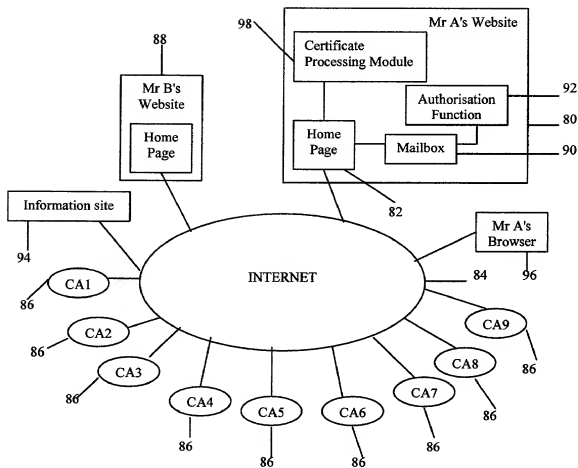 Mr A's Website
98
Certificate
Processing Module
88
Mr B's
Website
92
Authorisation
Function
80
Home
Page
Home
Page
Mailbox
90
82
Information site
94
Mr A's
Browser
96
INTERNET
84
CA1
86
CA2
86
CA3
86
CA4
86
CA5
86
CA6
86
CA7
86
CA8
86
CA9
86